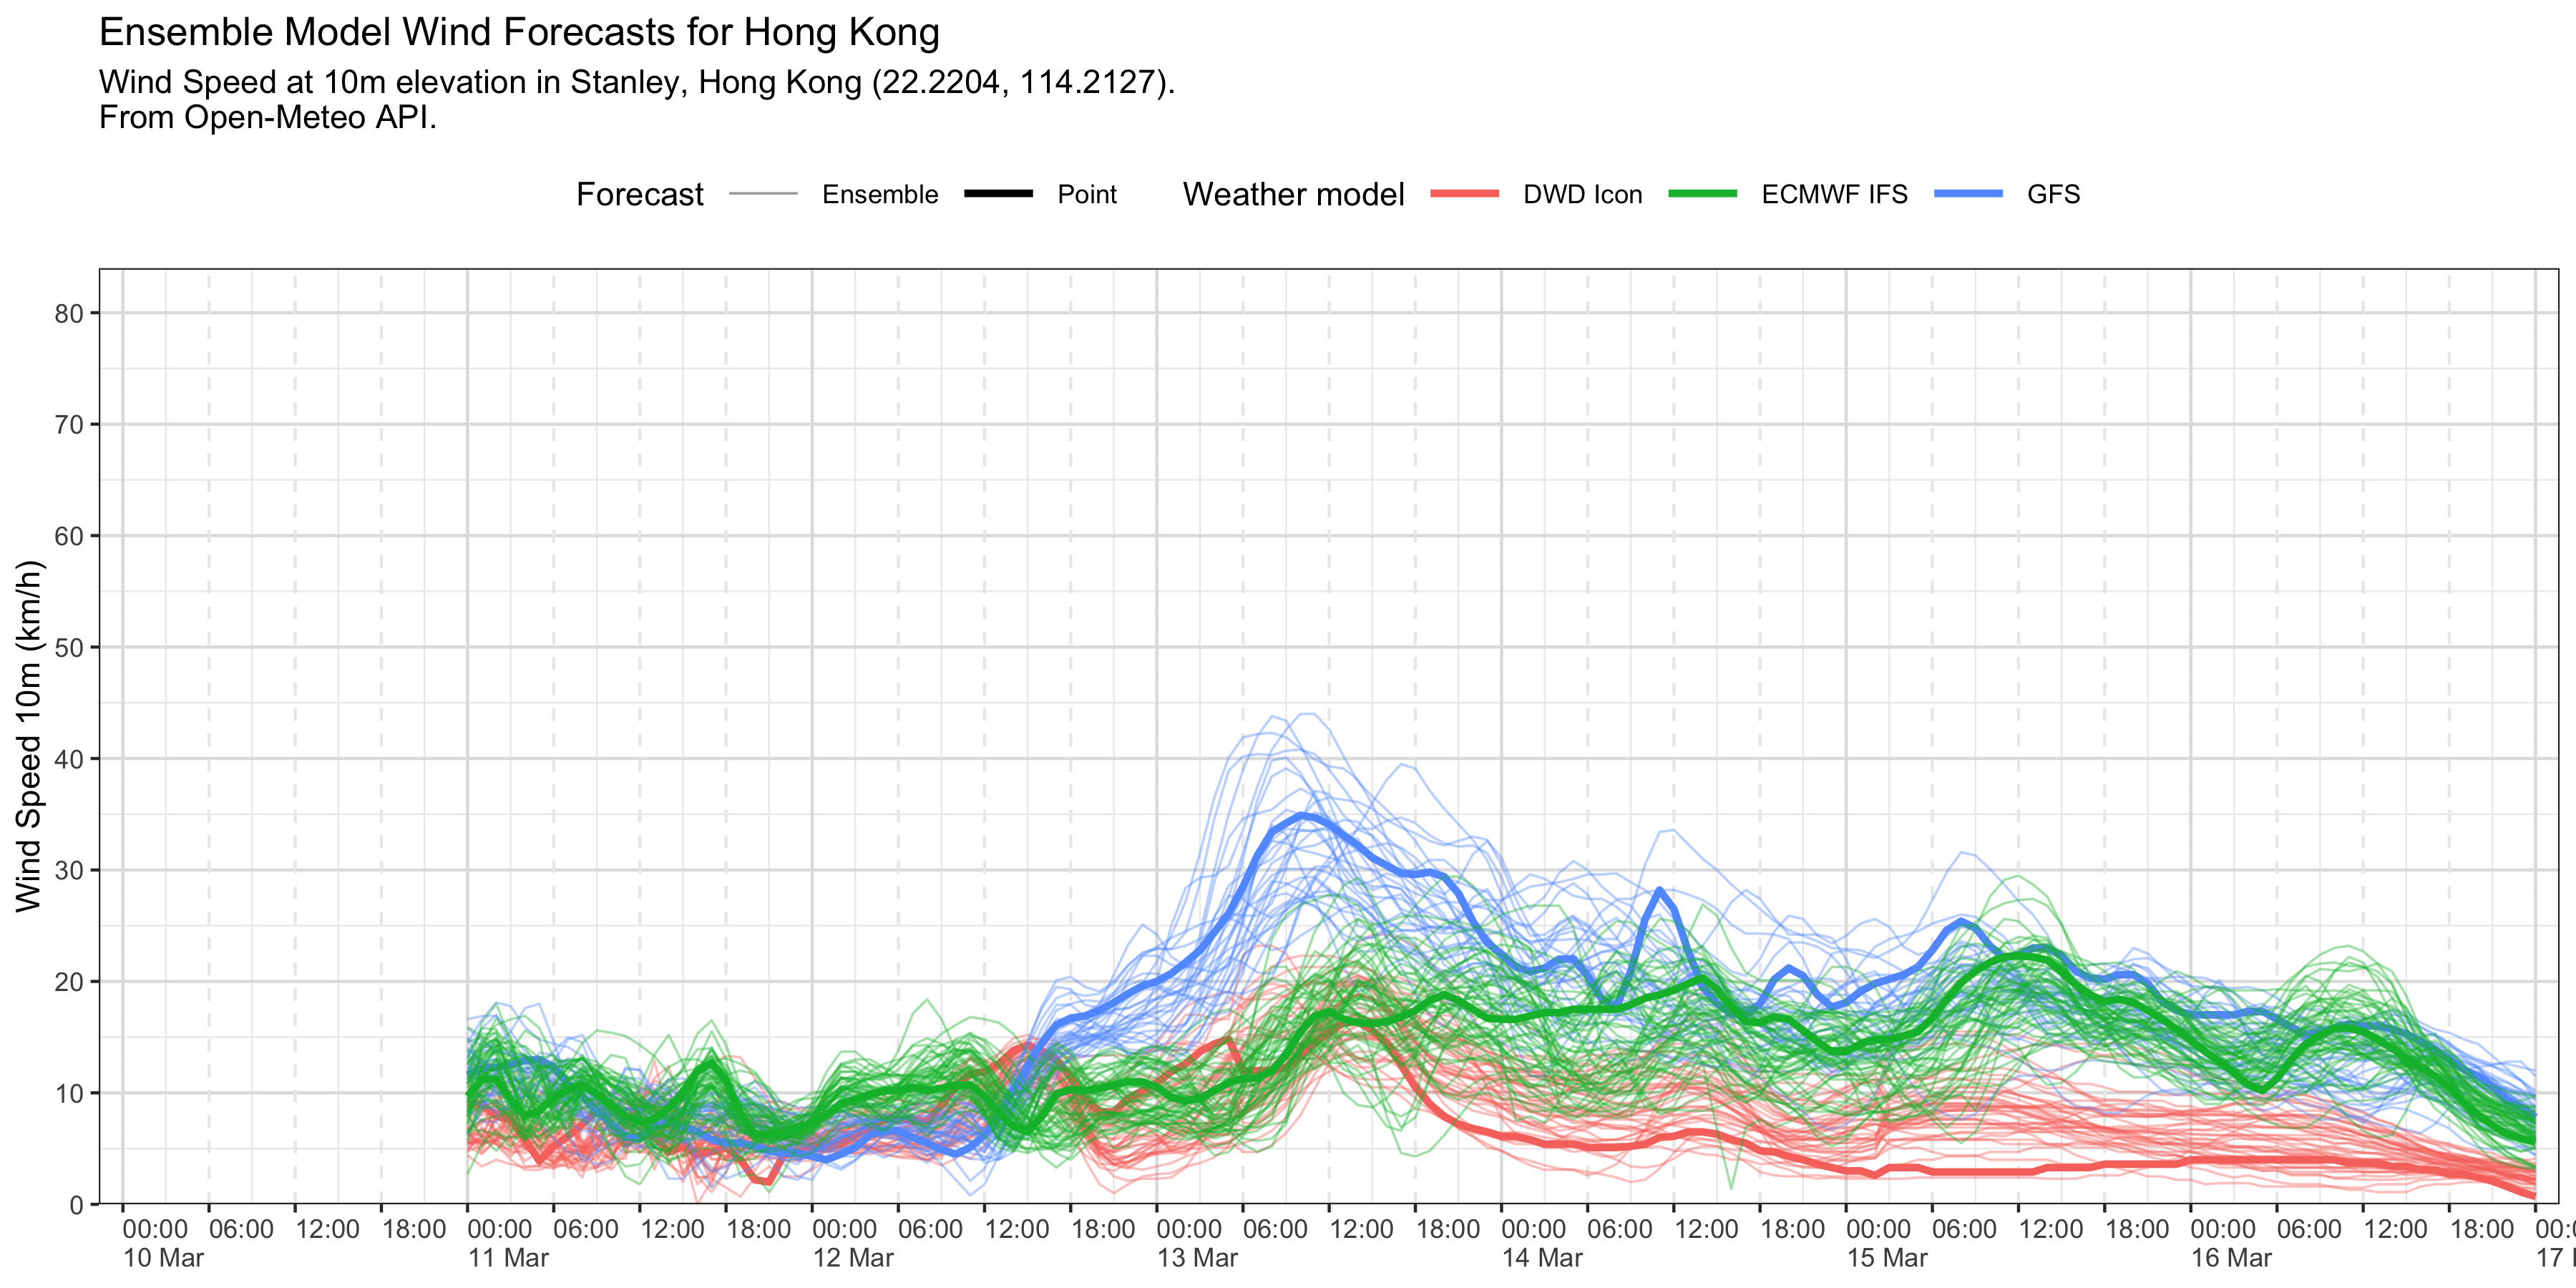 Ensemble Model Wind Forecasts for Hong Kong
Wind Speed at 10m elevation in Stanley, Hong Kong (22.2204, 114.2127).
From Open-Meteo API.
Forecast Ensemble Point Weather model DWD Icon ECMWF IFS GFS
Wind Speed 10m (km/h)
80
70
60
50
40
30
20
10
0
00:00 06:00 12:00 18:00 00:00 06:00 12:00 18:00 00:00 06:00 12:00 18:00 00:00 06:00 12:00 18:00 00:00 06:00 12:00 18:00 00:00 06:00 12:00 18:00 00:00 06:00 12:00 18:00
10 Mar 11 Mar 12 Mar 13 Mar 14 Mar 15 Mar 16 Mar 17